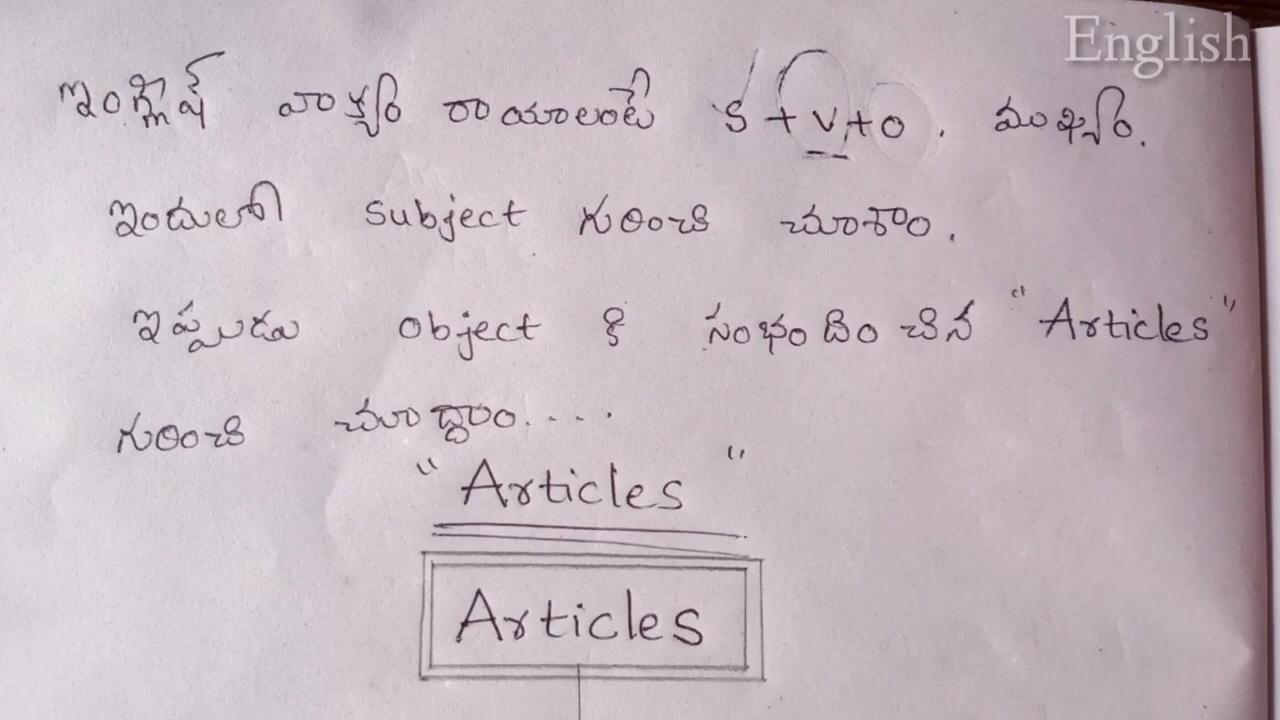 English
ఇంగ్లీష్ వాక్యం రాయాలంటే S + V + O . ముఖ్యం.
ఇందులో subject గురించి చూశాం.
ఇప్పుడు object కి సంభందించిన "Articles"
గురించి చూద్దాం....
"Articles"
Articles